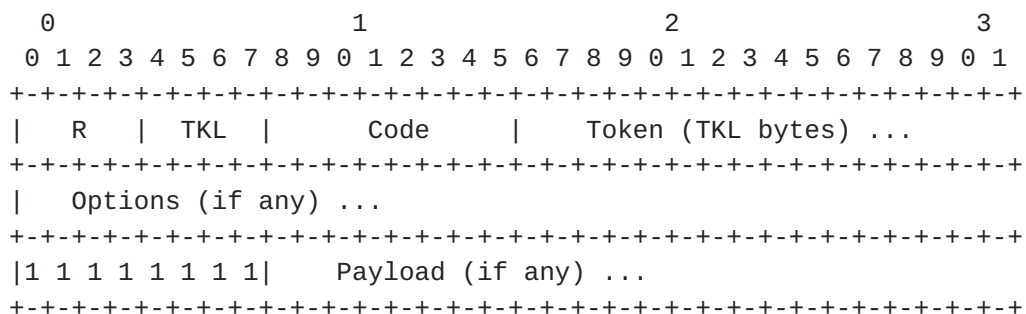 0                   1                   2                   3
 0 1 2 3 4 5 6 7 8 9 0 1 2 3 4 5 6 7 8 9 0 1 2 3 4 5 6 7 8 9 0 1
+-+-+-+-+-+-+-+-+-+-+-+-+-+-+-+-+-+-+-+-+-+-+-+-+-+-+-+-+-+-+-+-+
|   R   |  TKL  |      Code     |    Token (TKL bytes) ...
+-+-+-+-+-+-+-+-+-+-+-+-+-+-+-+-+-+-+-+-+-+-+-+-+-+-+-+-+-+-+-+-+
|   Options (if any) ...
+-+-+-+-+-+-+-+-+-+-+-+-+-+-+-+-+-+-+-+-+-+-+-+-+-+-+-+-+-+-+-+-+
|1 1 1 1 1 1 1 1|    Payload (if any) ...
+-+-+-+-+-+-+-+-+-+-+-+-+-+-+-+-+-+-+-+-+-+-+-+-+-+-+-+-+-+-+-+-+